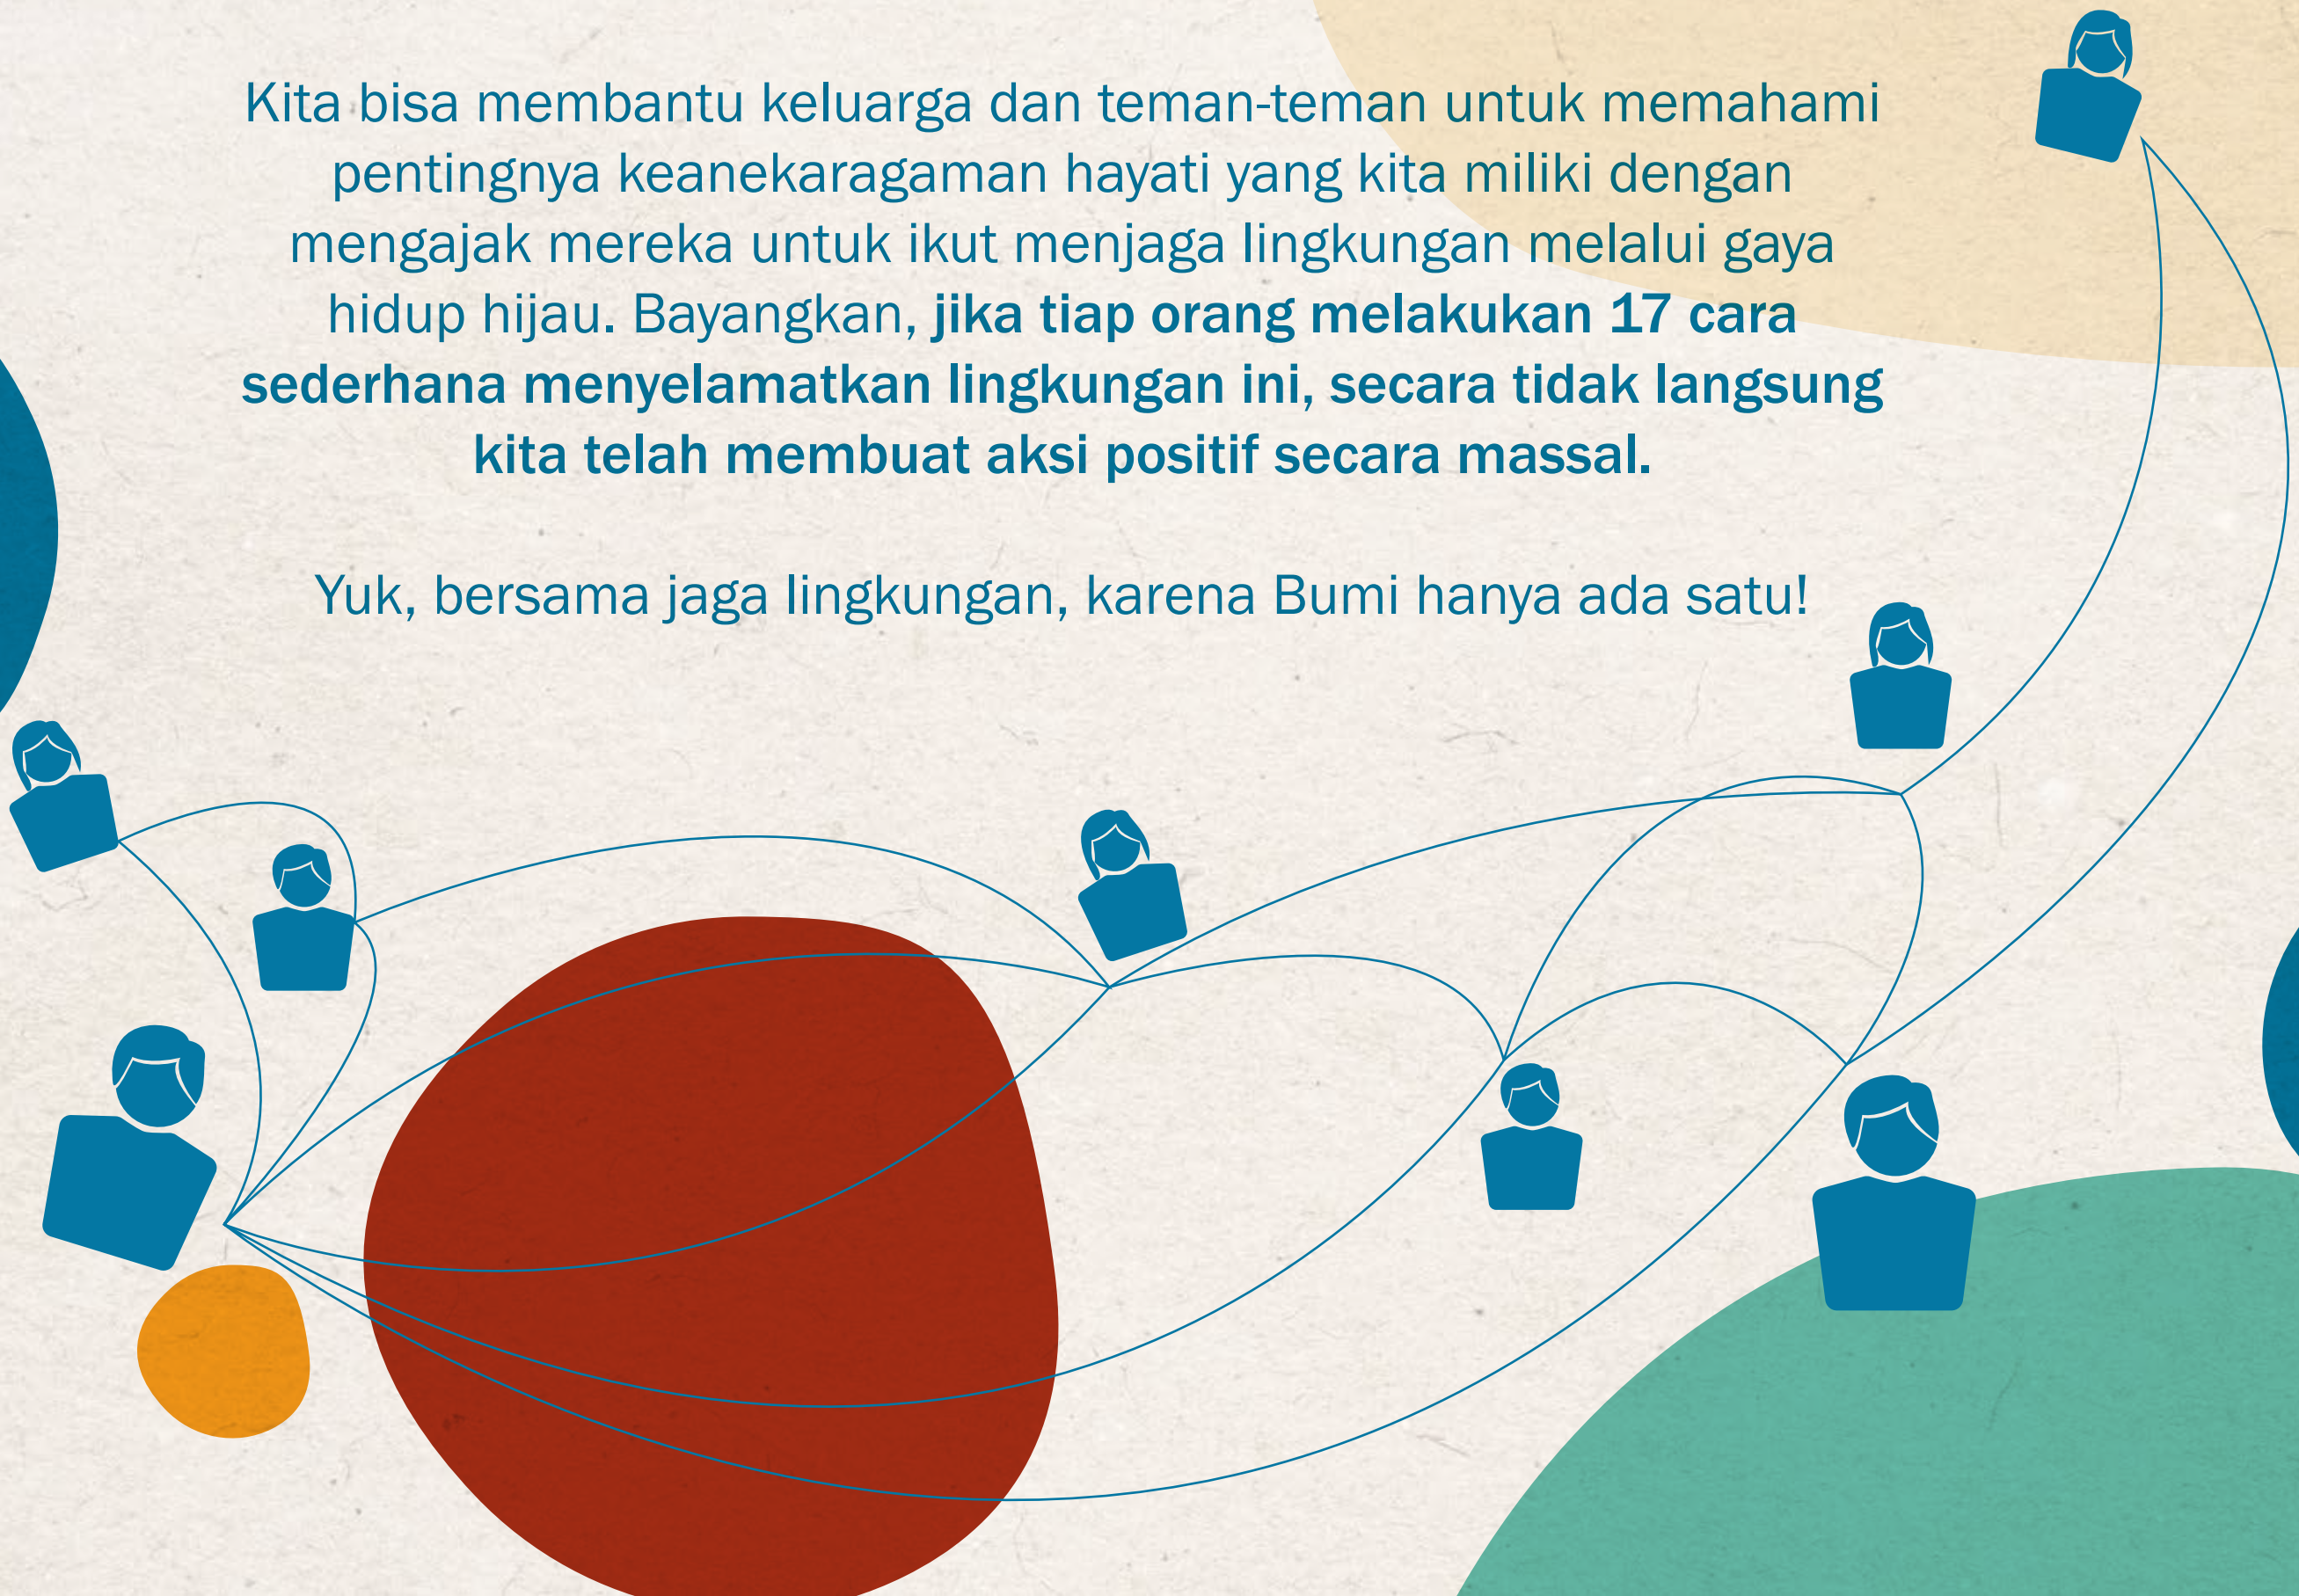 Kita bisa membantu keluarga dan teman-teman untuk memahami
pentingnya keanekaragaman hayati yang kita miliki dengan
mengajak mereka untuk ikut menjaga lingkungan melalui gaya
hidup hijau. Bayangkan, jika tiap orang melakukan 17 cara
sederhana menyelamatkan lingkungan ini, secara tidak langsung
kita telah membuat aksi positif secara massal.
Yuk, bersama jaga lingkungan, karena Bumi hanya ada satu!